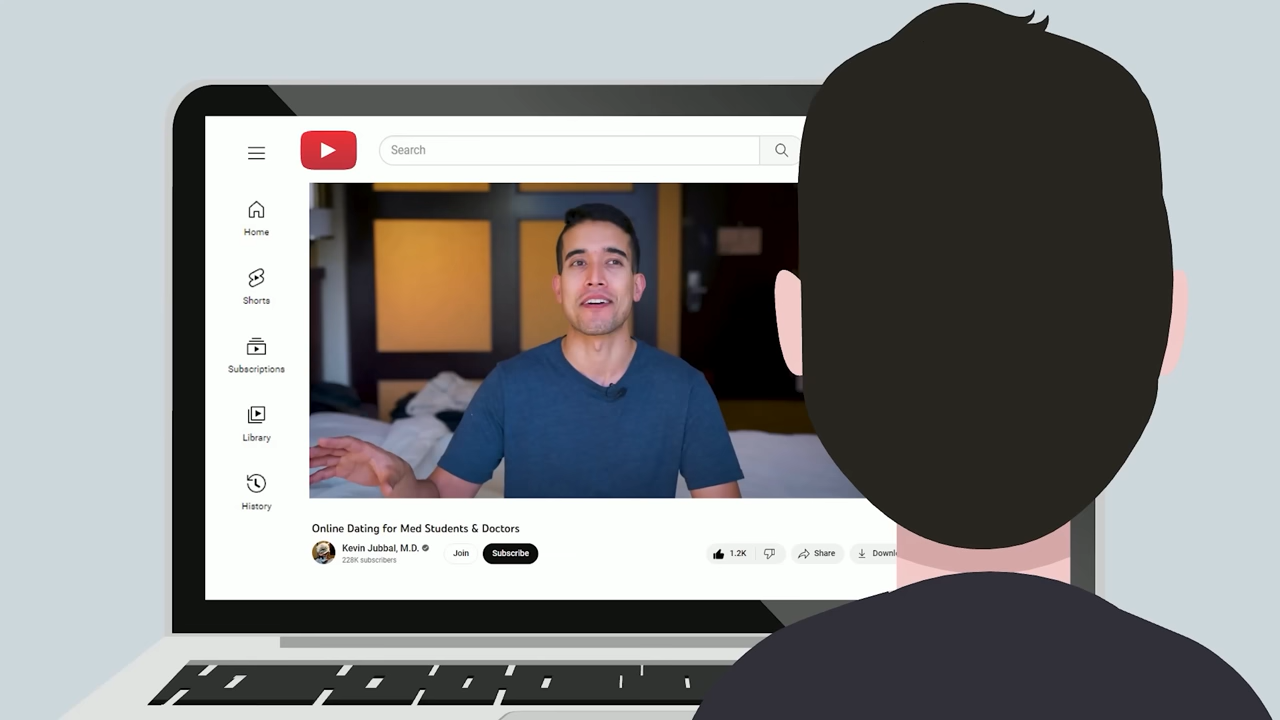 Search
Home
Shorts
Subscriptions
Library
History
Online Dating for Med Students & Doctors
Kevin Jubbal, M.D.
228K subscribers
Join
Subscribe
1.2K
Share
Downl